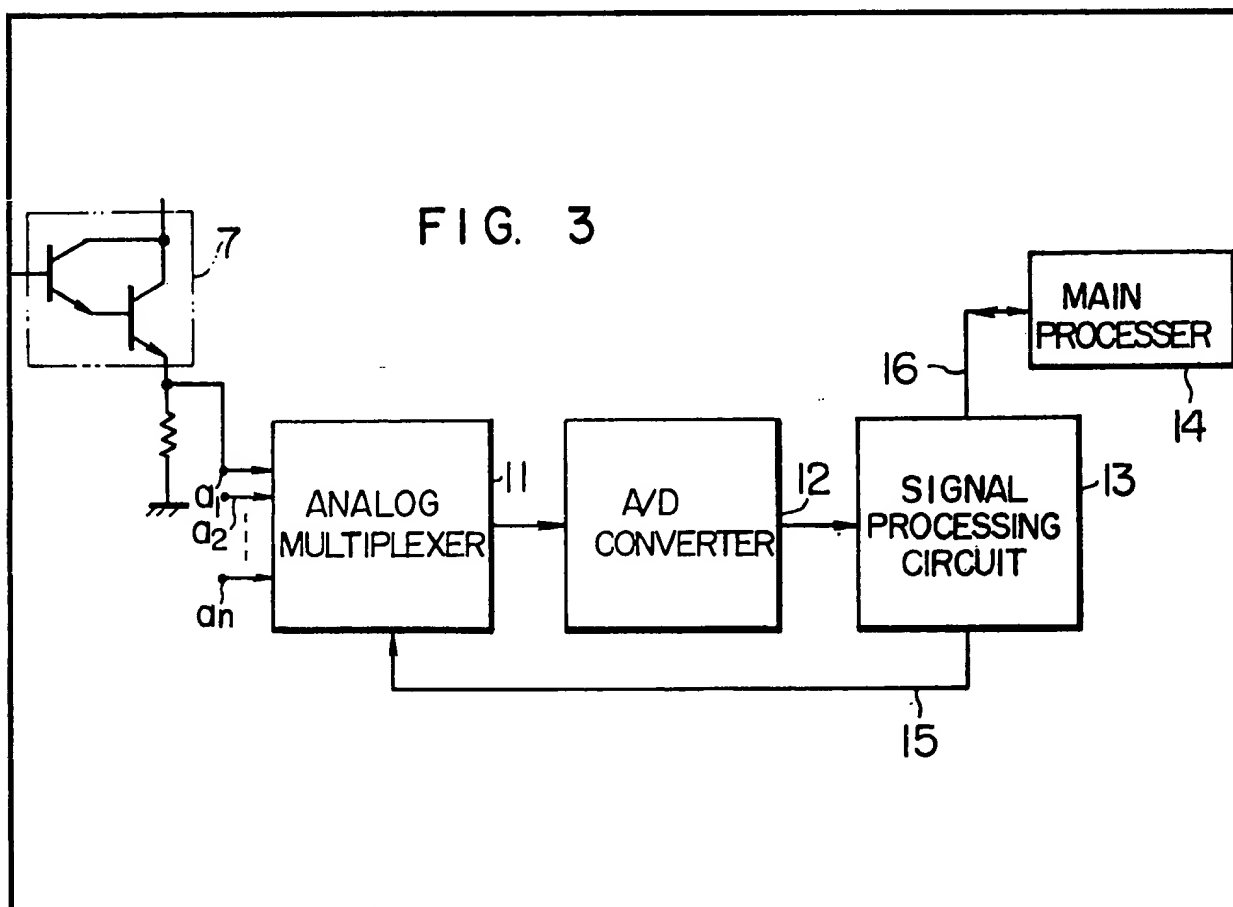 FIG. 3
7
MAIN
PROCESSER
14
16
a1
a2
an
ANALOG
MULTIPLEXER
11
A/D
CONVERTER
12
SIGNAL
PROCESSING
CIRCUIT
13
15